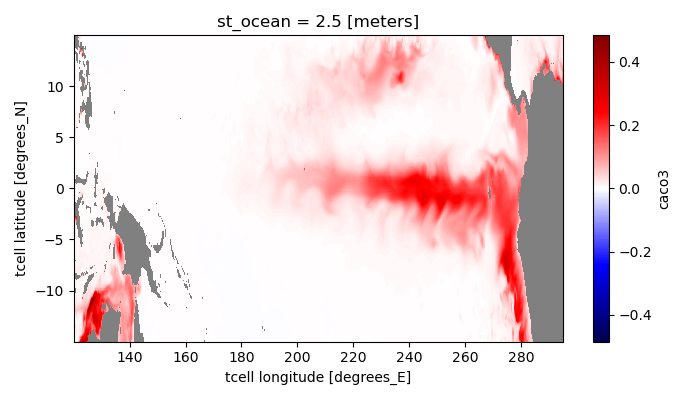 st_ocean = 2.5 [meters]
10
5
0
−5
−10
tcell latitude [degrees_N]
140 160 180 200 220 240 260 280
tcell longitude [degrees_E]
0.4
0.2
0.0
−0.2
−0.4
caco3